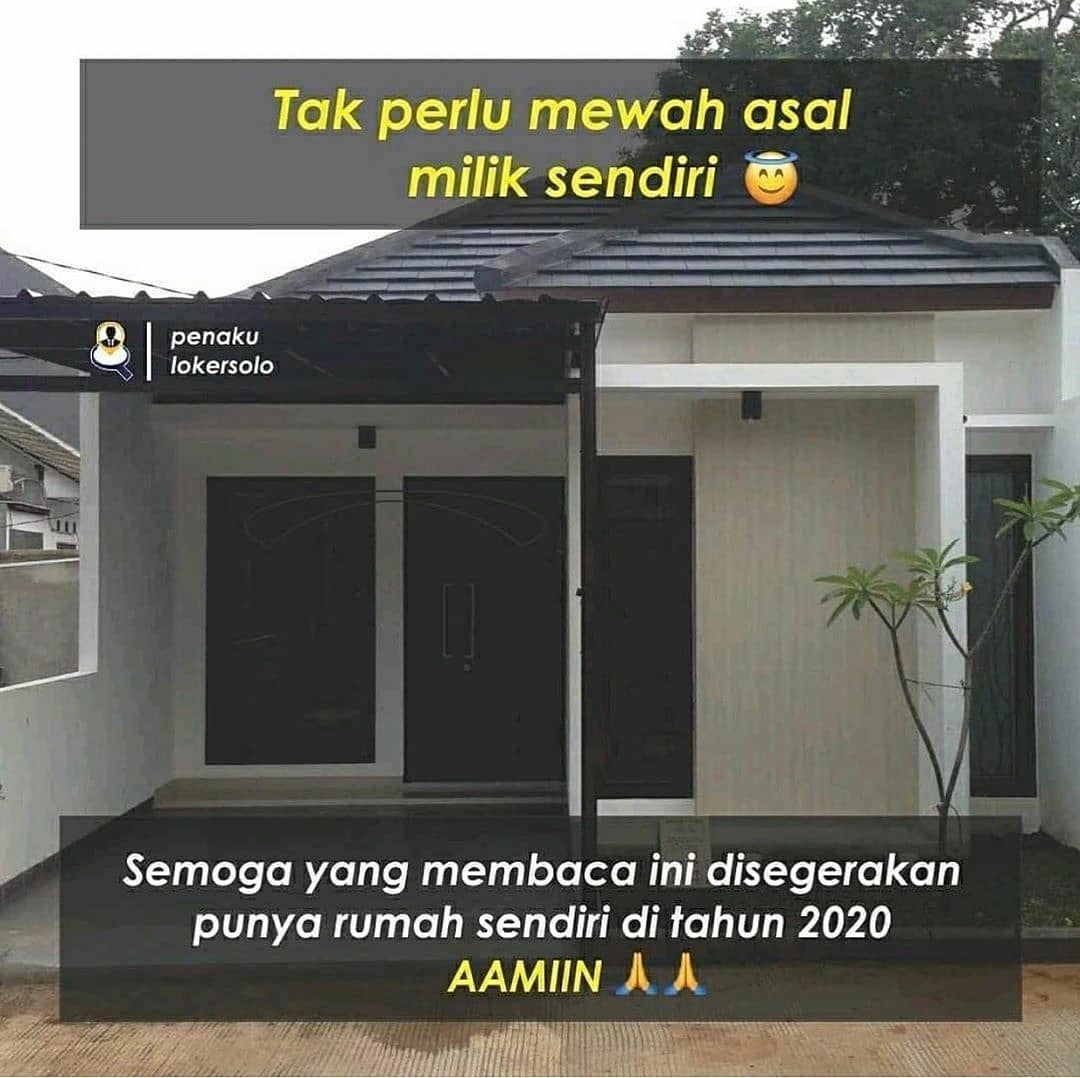 Tak perlu mewah asal
milik sendiri 😇
penaku
lokersolo
Semoga yang membaca ini disegerakan
punya rumah sendiri di tahun 2020
AAMIIN 🙏🙏